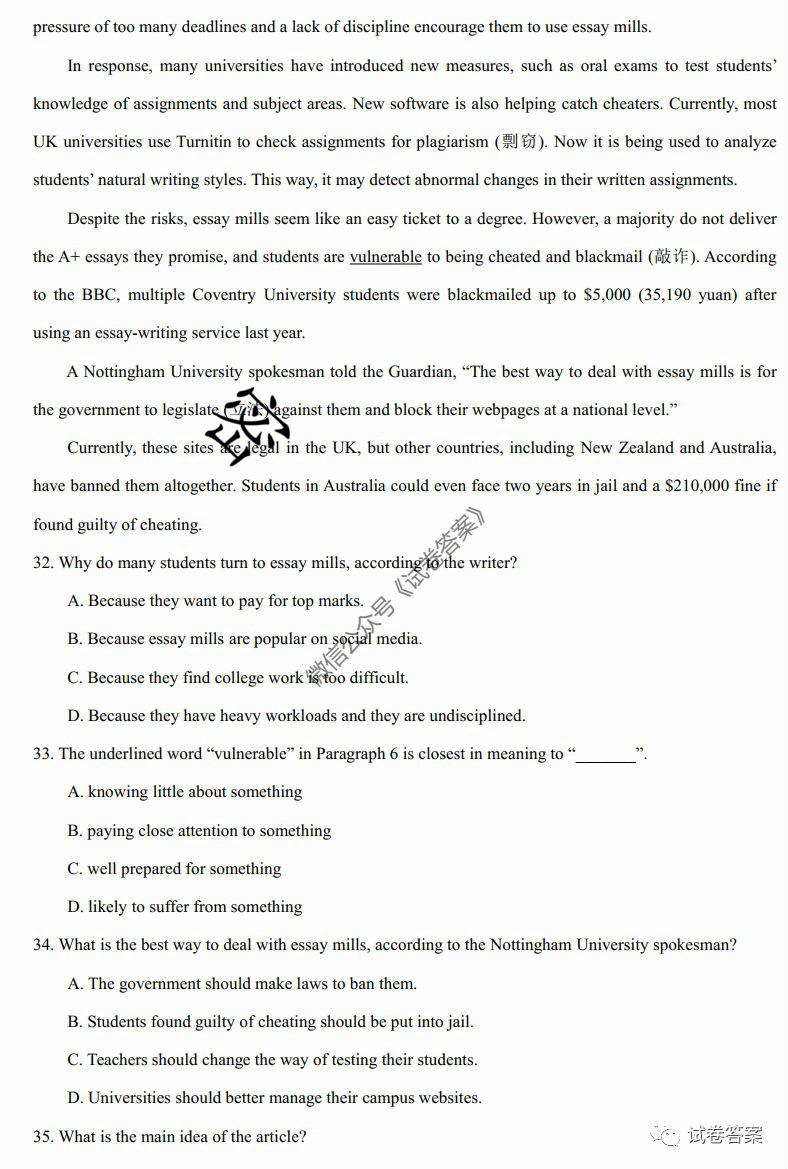 pressure of too many deadlines and a lack of discipline encourage them to use essay mills.
In response, many universities have introduced new measures, such as oral exams to test students’
knowledge of assignments and subject areas. New software is also helping catch cheaters. Currently, most
UK universities use Turnitin to check assignments for plagiarism (剽窃). Now it is being used to analyze
students’ natural writing styles. This way, it may detect abnormal changes in their written assignments.
Despite the risks, essay mills seem like an easy ticket to a degree. However, a majority do not deliver
the A+ essays they promise, and students are vulnerable to being cheated and blackmail (敲诈). According
to the BBC, multiple Coventry University students were blackmailed up to $5,000 (35,190 yuan) after
using an essay-writing service last year.
A Nottingham University spokesman told the Guardian, “The best way to deal with essay mills is for
the government to legislate (立法) against them and block their webpages at a national level.”
密
Currently, these sites are legal in the UK, but other countries, including New Zealand and Australia,
have banned them altogether. Students in Australia could even face two years in jail and a $210,000 fine if
found guilty of cheating.
32. Why do many students turn to essay mills, according to the writer?
A. Because they want to pay for top marks.
B. Because essay mills are popular on social media.
C. Because they find college work is too difficult.
D. Because they have heavy workloads and they are undisciplined.
微信公众号《试卷答案》
33. The underlined word “vulnerable” in Paragraph 6 is closest in meaning to “_______”.
A. knowing little about something
B. paying close attention to something
C. well prepared for something
D. likely to suffer from something
34. What is the best way to deal with essay mills, according to the Nottingham University spokesman?
A. The government should make laws to ban them.
B. Students found guilty of cheating should be put into jail.
C. Teachers should change the way of testing their students.
D. Universities should better manage their campus websites.
35. What is the main idea of the article?
试卷答案